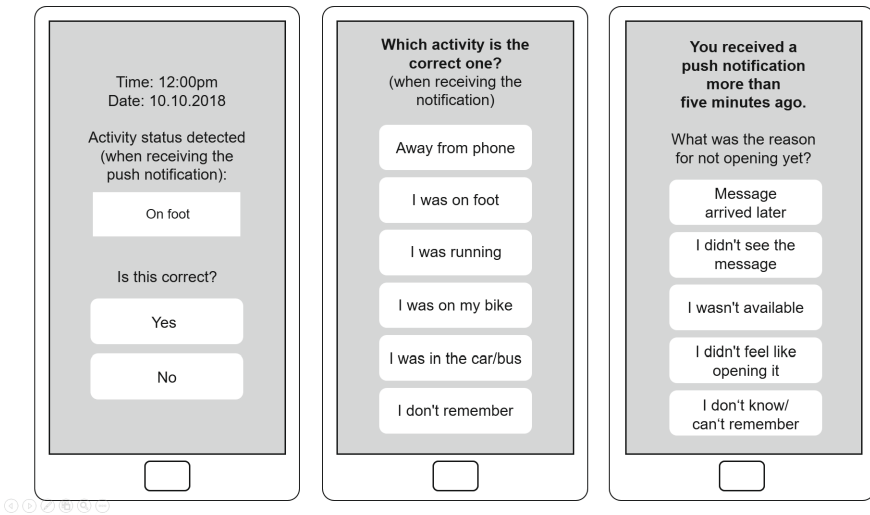 Time: 12:00pm
Date: 10.10.2018
Activity status detected
(when receiving the
push notification):
On foot
Is this correct?
Yes
No
Which activity is the
correct one?
(when receiving the
notification)
Away from phone
I was on foot
I was running
I was on my bike
I was in the car/bus
I don't remember
You received a
push notification
more than
five minutes ago.
What was the reason
for not opening yet?
Message
arrived later
I didn't see the
message
I wasn't available
I didn't feel like
opening it
I don‘t know/
can‘t remember